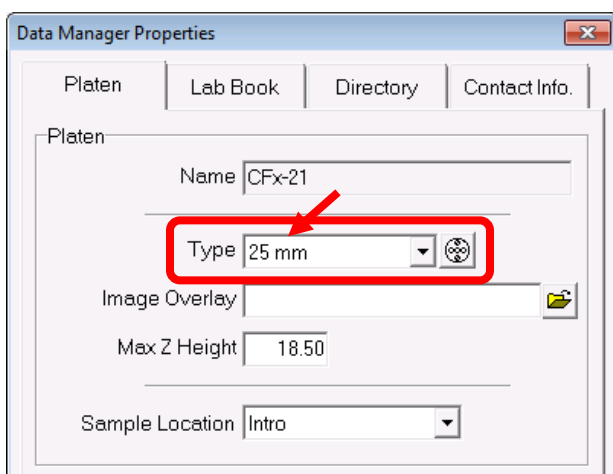 Data Manager Properties
Platen Lab Book Directory Contact Info.
Platen
Name CFx-21
Type 25 mm
Image Overlay
Max Z Height 18.50
Sample Location Intro